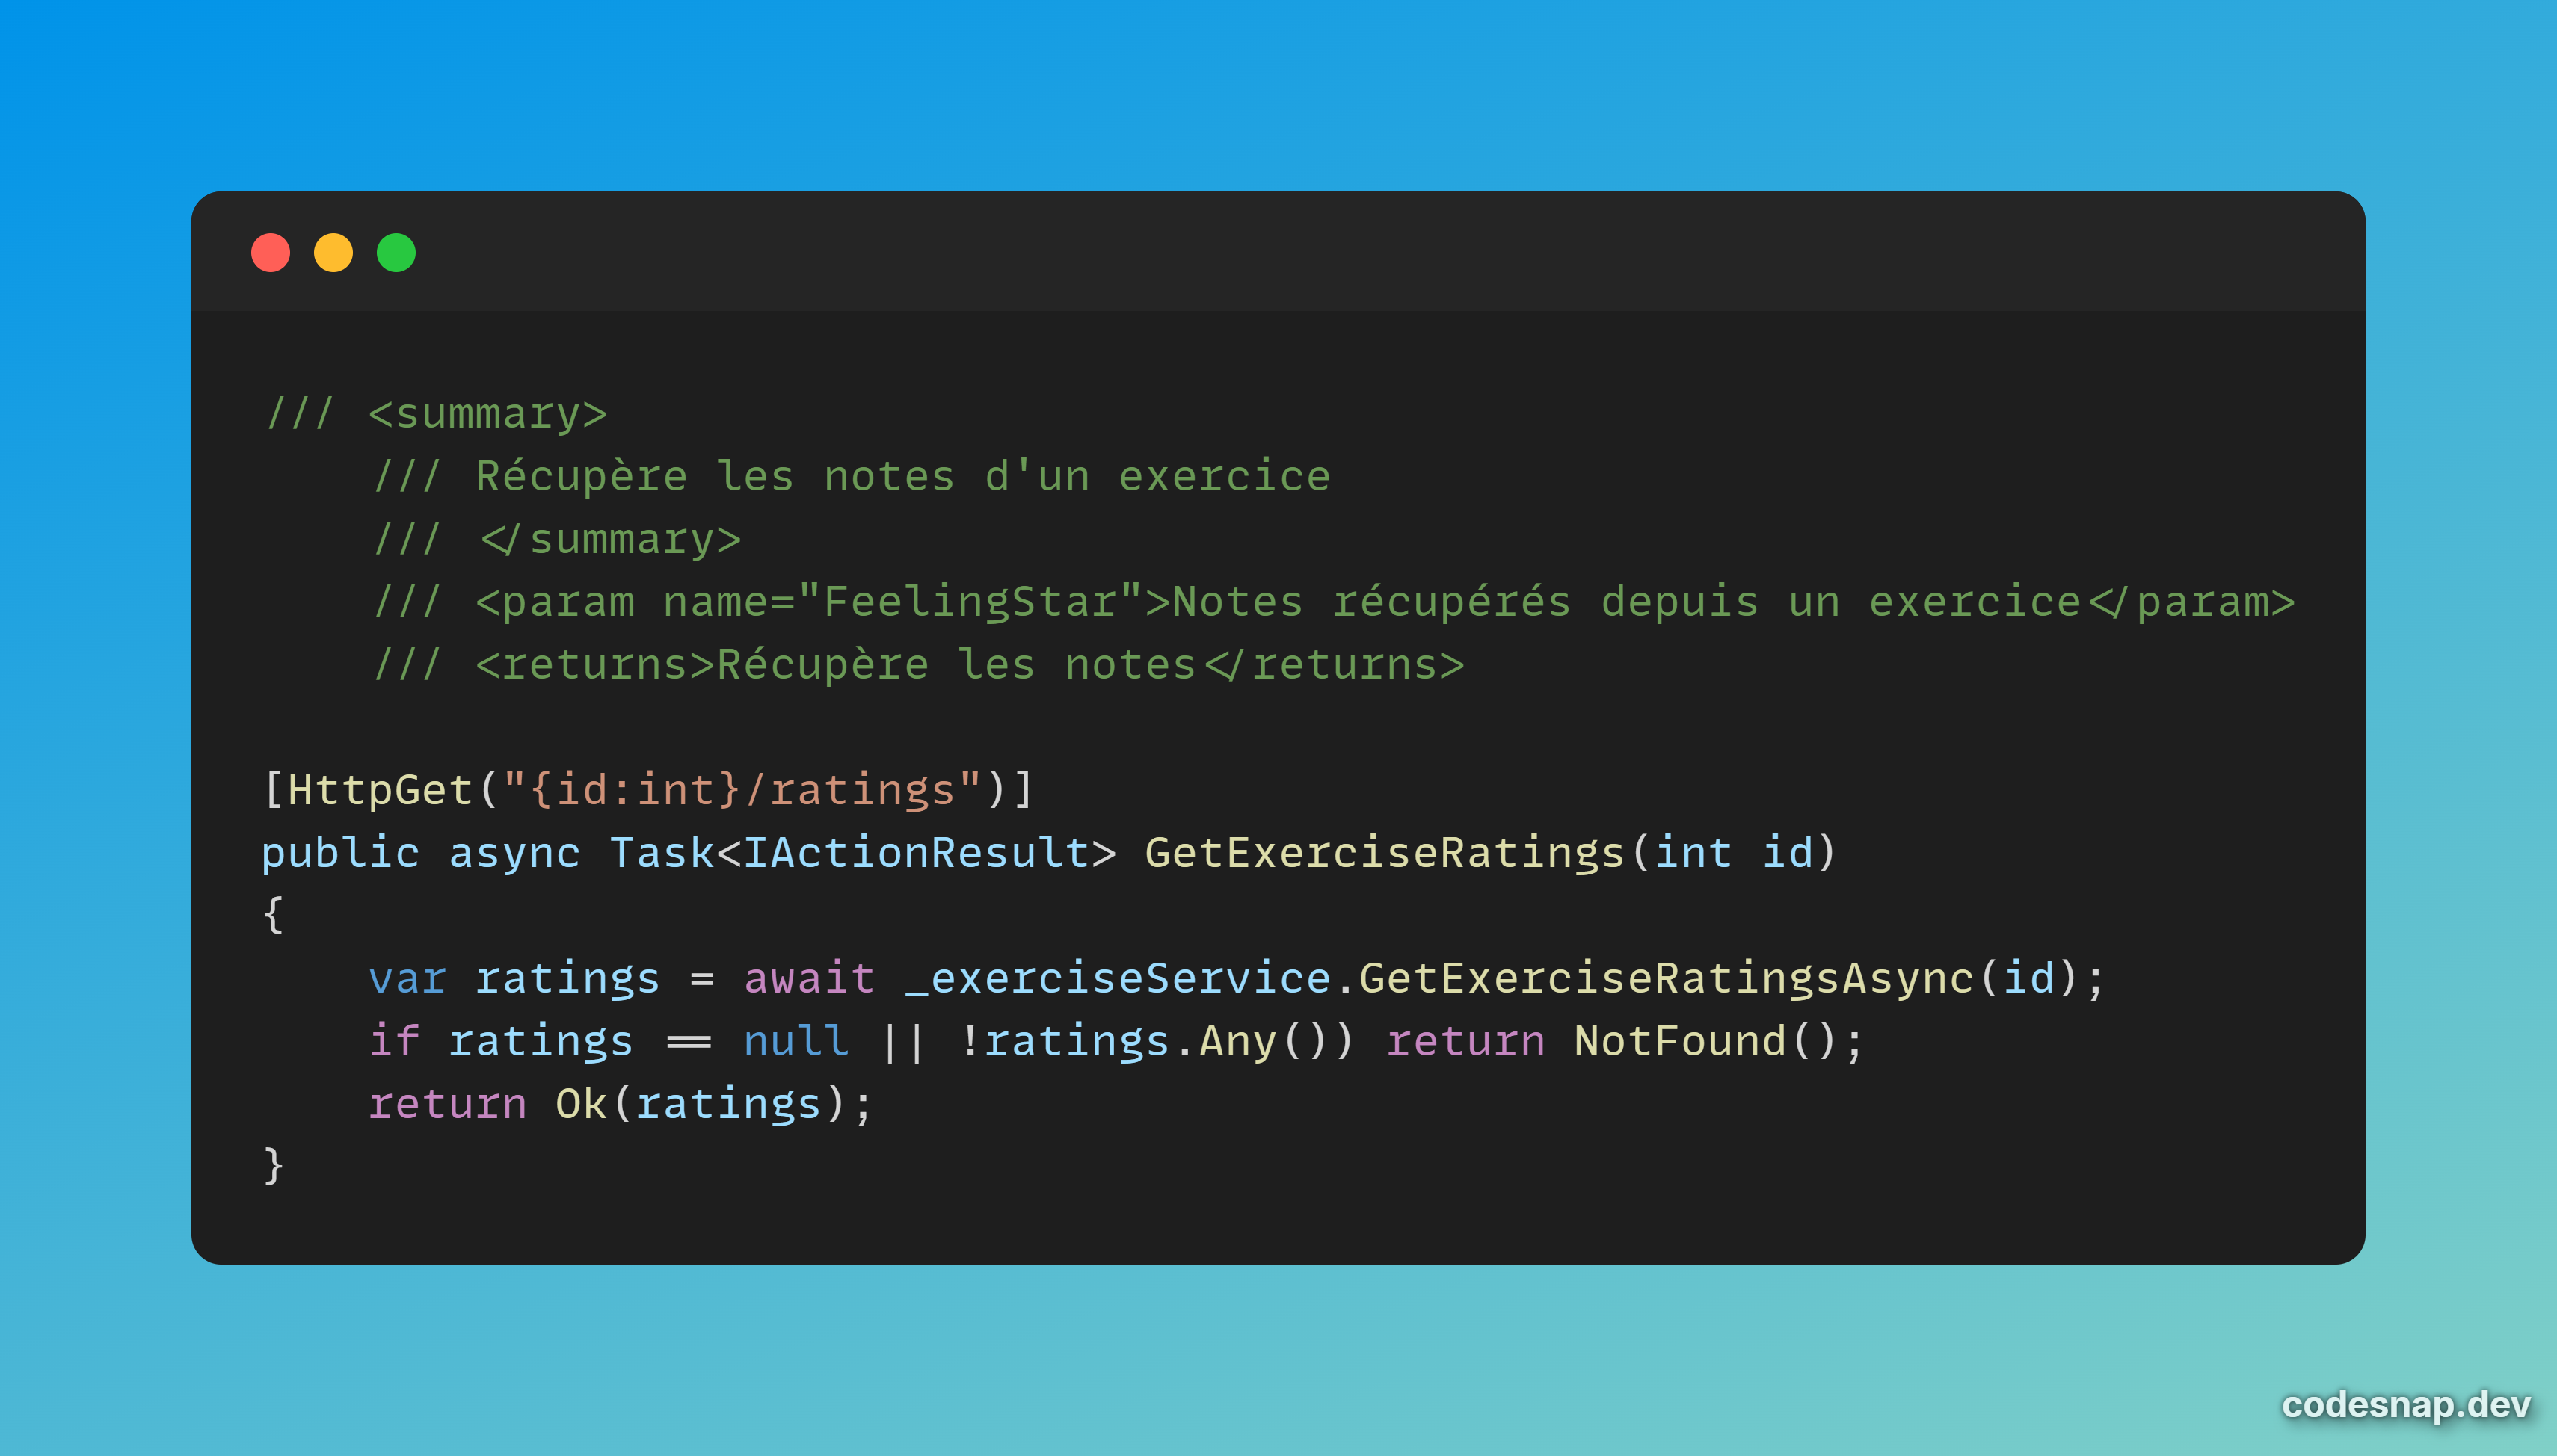 /// <summary>
/// Récupère les notes d'un exercice
/// </summary>
/// <param name="FeelingStar">Notes récupérés depuis un exercice</param>
/// <returns>Récupère les notes</returns>
[HttpGet("{id:int}/ratings")]
public async Task<IActionResult> GetExerciseRatings(int id)
{
var ratings = await _exerciseService.GetExerciseRatingsAsync(id);
if ratings == null || !ratings.Any()) return NotFound();
return Ok(ratings);
}
codesnap.dev